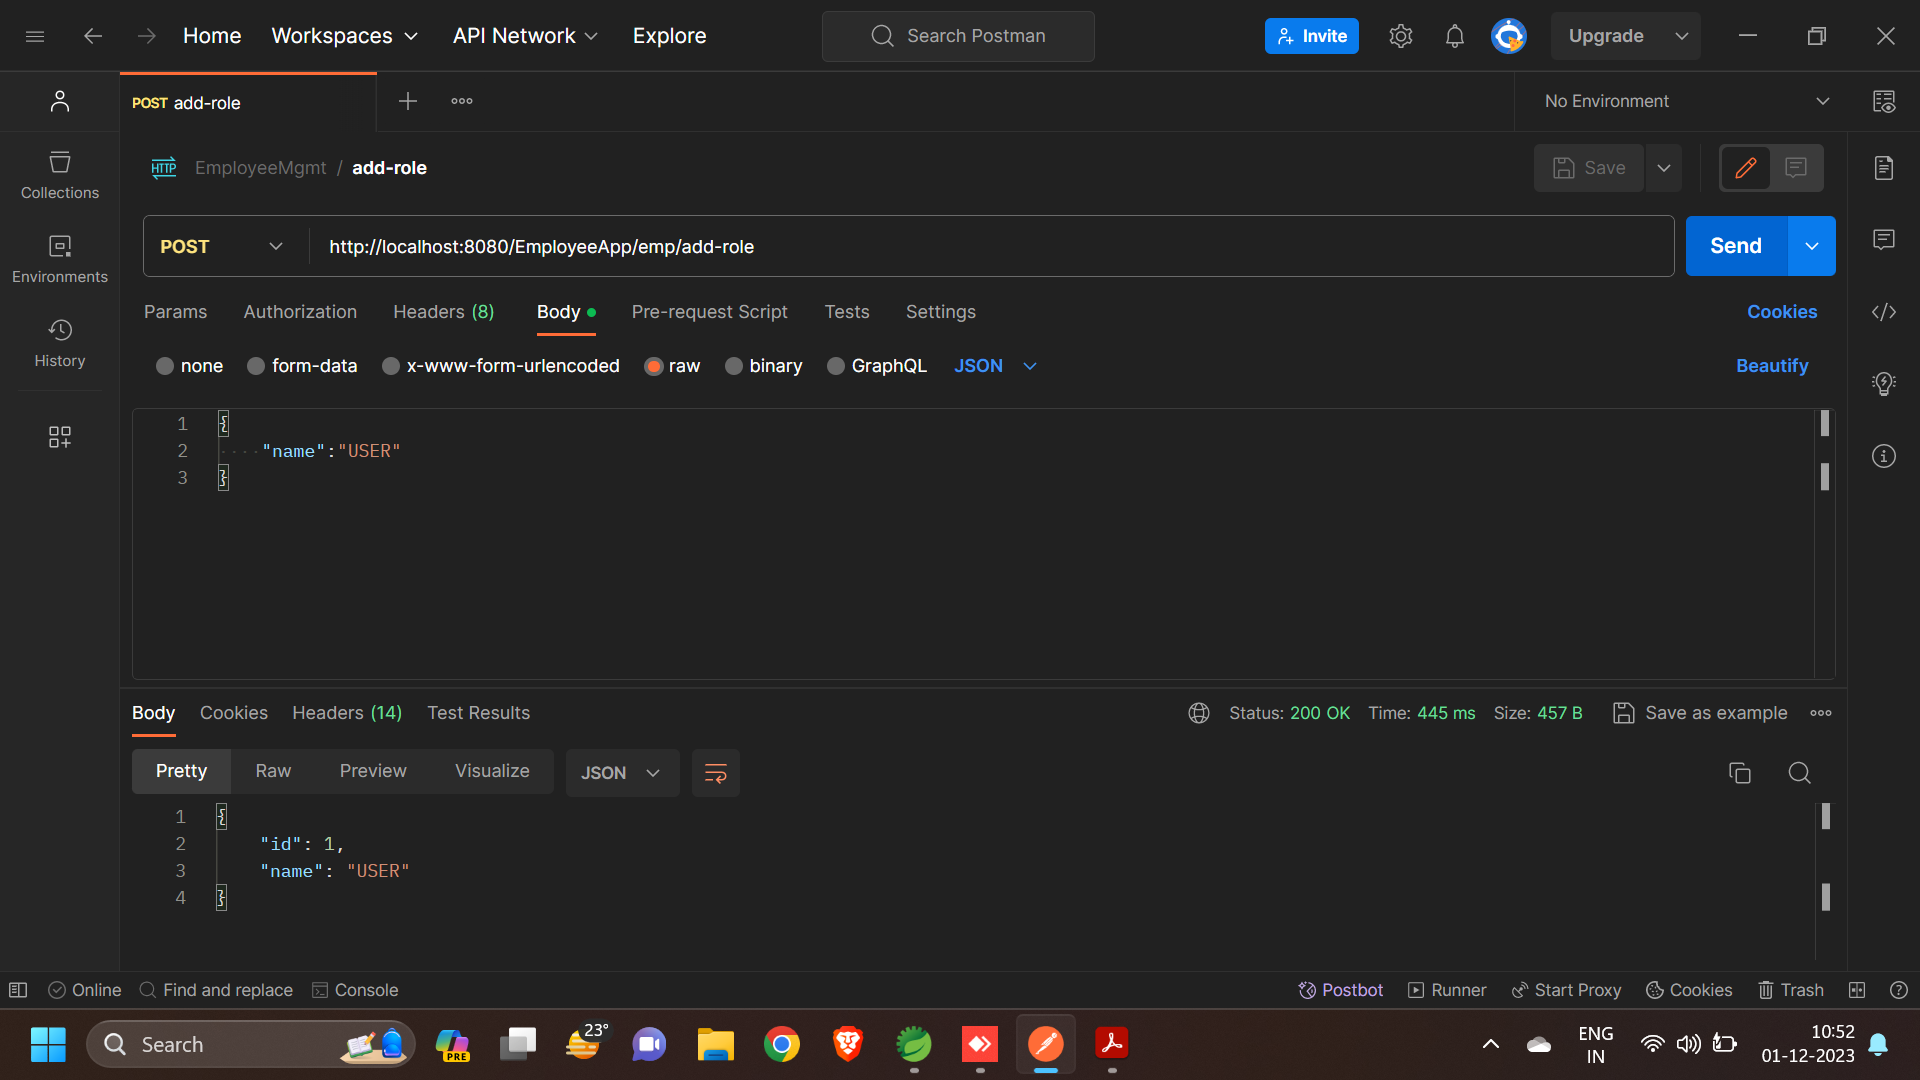 Home Workspaces API Network Explore Search Postman Invite Upgrade
POST add-role No Environment
HTTP EmployeeMgmt / add-role Save
Collections
POST http://localhost:8080/EmployeeApp/emp/add-role Send
Environments
Params Authorization Headers (8) Body Pre-request Script Tests Settings Cookies
History
none form-data x-www-form-urlencoded raw binary GraphQL JSON Beautify
1 {
2 "name":"USER"
3 }
Body Cookies Headers (14) Test Results Status: 200 OK Time: 445 ms Size: 457 B Save as example
Pretty Raw Preview Visualize JSON
1 {
2 "id": 1,
3 "name": "USER"
4 }
Online Find and replace Console Postbot Runner Start Proxy Cookies Trash
Search PRE 23° ENG 10:52
IN 01-12-2023